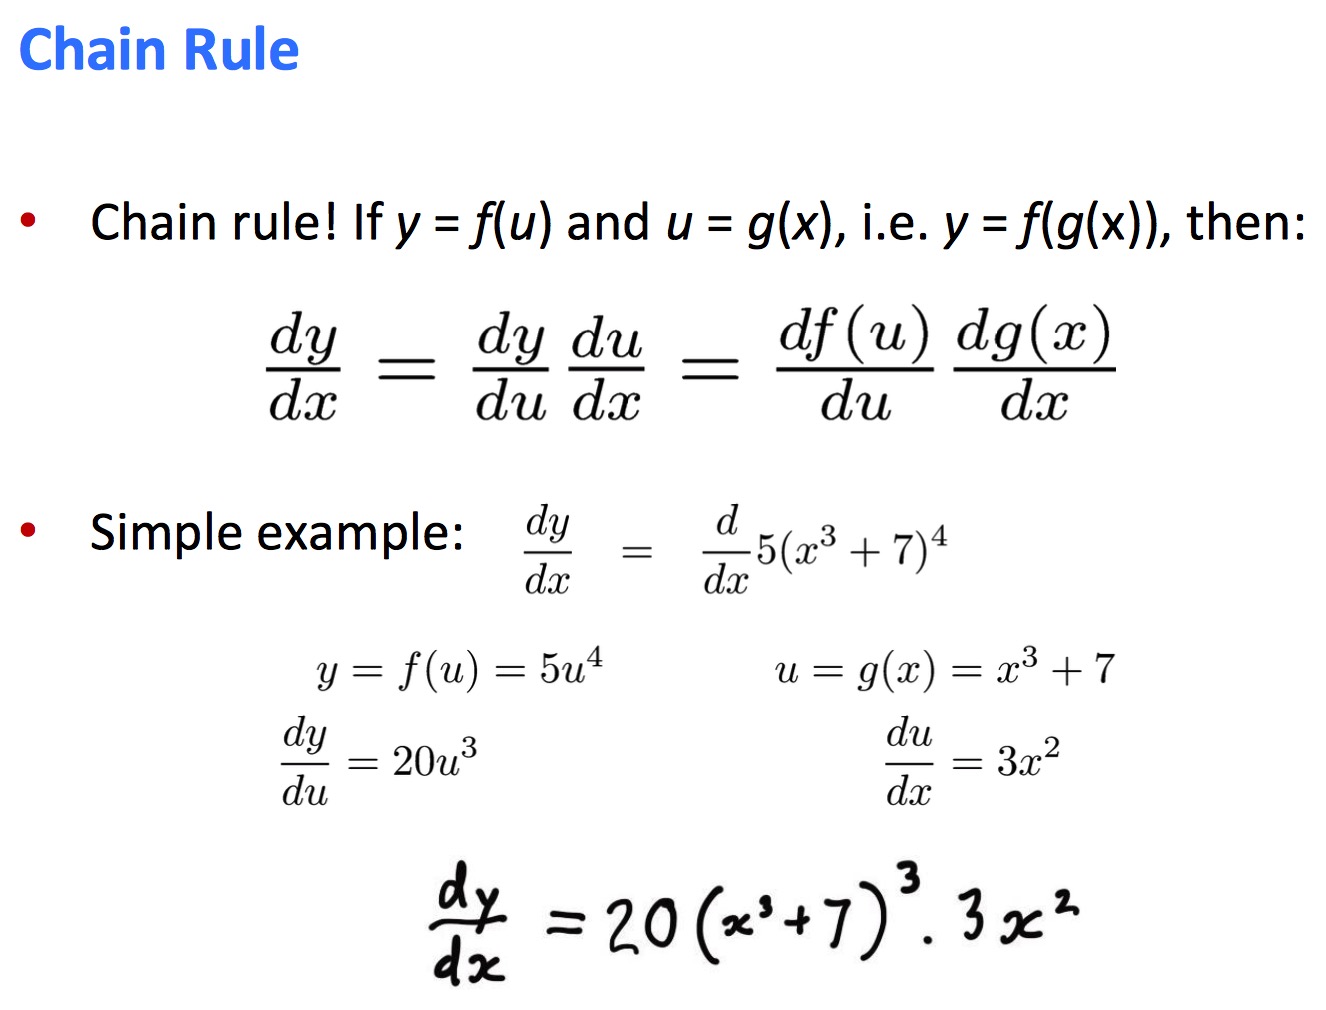 Chain Rule
• Chain rule! If y = f(u) and u = g(x), i.e. y = f(g(x)), then:
\frac{dy}{dx} = \frac{dy}{du} \frac{du}{dx} = \frac{df(u)}{du} \frac{dg(x)}{dx}
• Simple example: \frac{dy}{dx} = \frac{d}{dx} 5(x^3 + 7)^4
y = f(u) = 5u^4 u = g(x) = x^3 + 7
\frac{dy}{du} = 20u^3 \frac{du}{dx} = 3x^2
\frac{dy}{dx} = 20(x^3+7)^3 . 3x^2